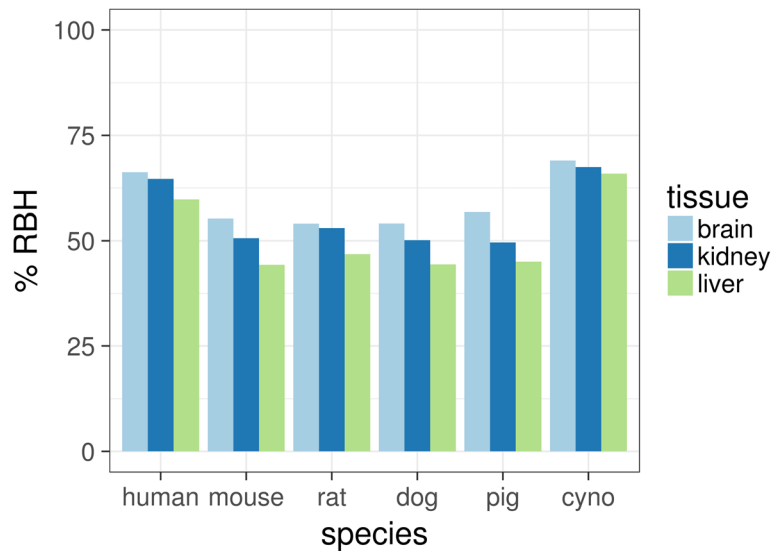 100
75
50
25
0
% RBH
human mouse rat dog pig cyno
species
tissue
brain
kidney
liver